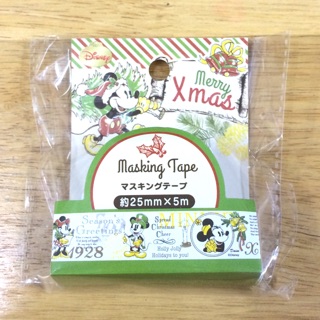 Disney
Merry
Xmas
Masking Tape
マスキングテープ
約25mm×5m
Season's
Greetings
1928
Spread
Christmas
Cheer
Holly Jolly
Holidays to you!
X